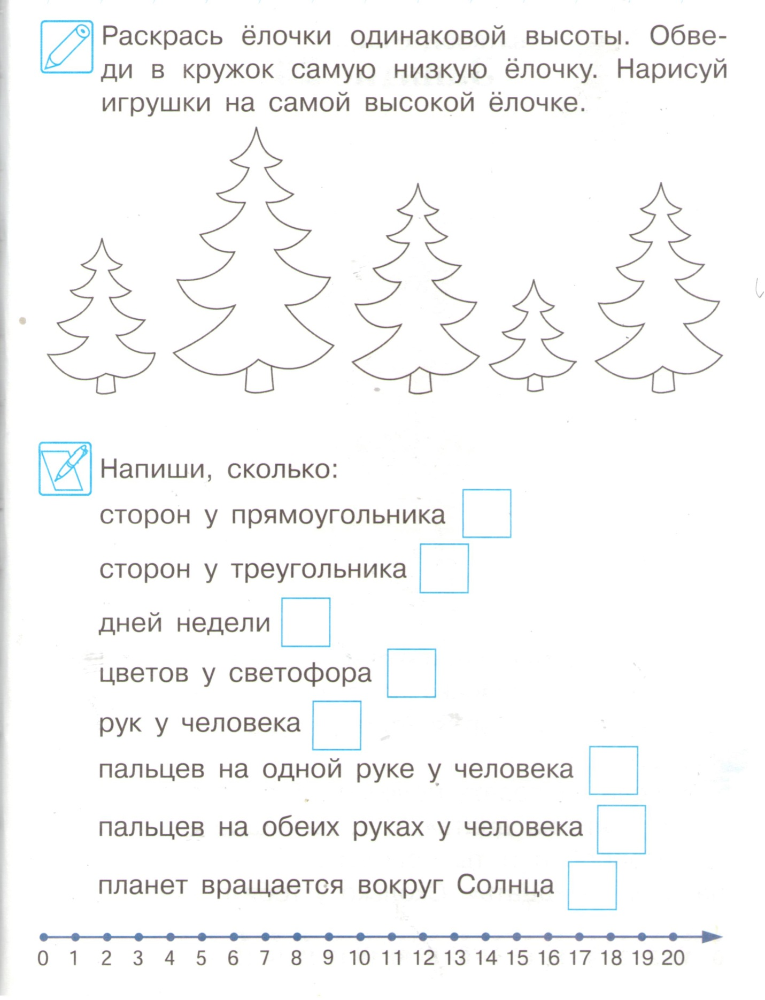 Раскрась ёлочки одинаковой высоты. Обве-
ди в кружок самую низкую ёлочку. Нарисуй
игрушки на самой высокой ёлочке.
Напиши, сколько:
сторон у прямоугольника
сторон у треугольника
дней недели
цветов у светофора
рук у человека
пальцев на одной руке у человека
пальцев на обеих руках у человека
планет вращается вокруг Солнца
0 1 2 3 4 5 6 7 8 9 10 11 12 13 14 15 16 17 18 19 20